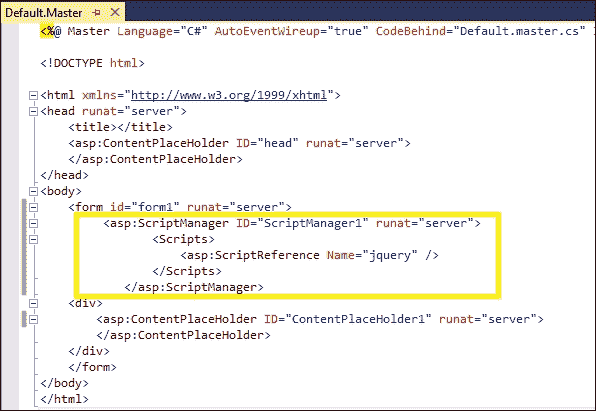 Default.Master
<%@ Master Language="C#" AutoEventWireup="true" CodeBehind="Default.master.cs"
<!DOCTYPE html>
<html xmlns="http://www.w3.org/1999/xhtml">
<head runat="server">
<title></title>
<asp:ContentPlaceHolder ID="head" runat="server">
</asp:ContentPlaceHolder>
</head>
<body>
<form id="form1" runat="server">
<asp:ScriptManager ID="ScriptManager1" runat="server">
<Scripts>
<asp:ScriptReference Name="jquery" />
</Scripts>
</asp:ScriptManager>
<div>
<asp:ContentPlaceHolder ID="ContentPlaceHolder1" runat="server">
</asp:ContentPlaceHolder>
</div>
</form>
</body>
</html>